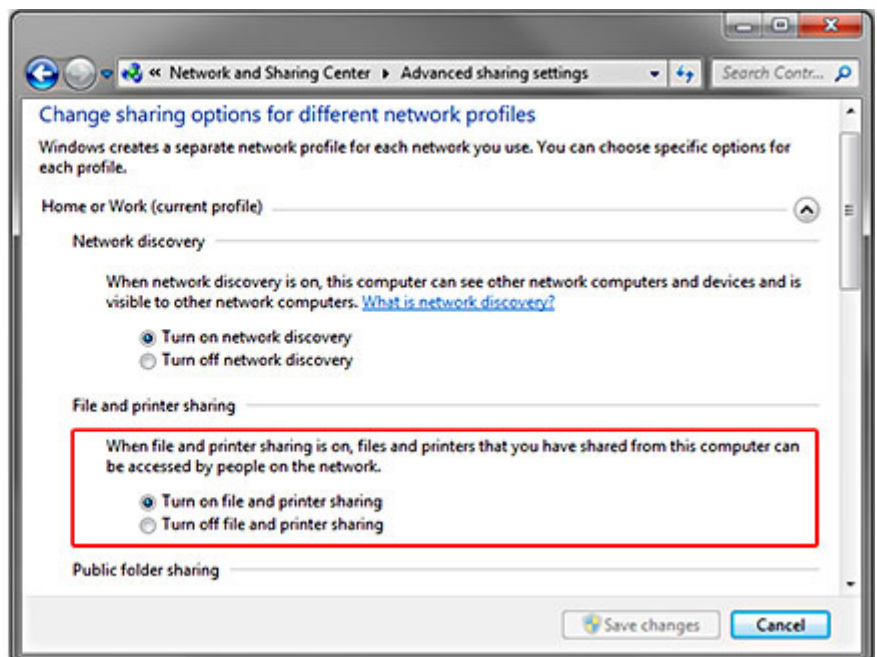 « Network and Sharing Center ▸ Advanced sharing settings
Search Contr...
Change sharing options for different network profiles
Windows creates a separate network profile for each network you use. You can choose specific options for
each profile.
Home or Work (current profile)
Network discovery
When network discovery is on, this computer can see other network computers and devices and is
visible to other network computers. What is network discovery?
Turn on network discovery
Turn off network discovery
File and printer sharing
When file and printer sharing is on, files and printers that you have shared from this computer can
be accessed by people on the network.
Turn on file and printer sharing
Turn off file and printer sharing
Public folder sharing
Save changes
Cancel